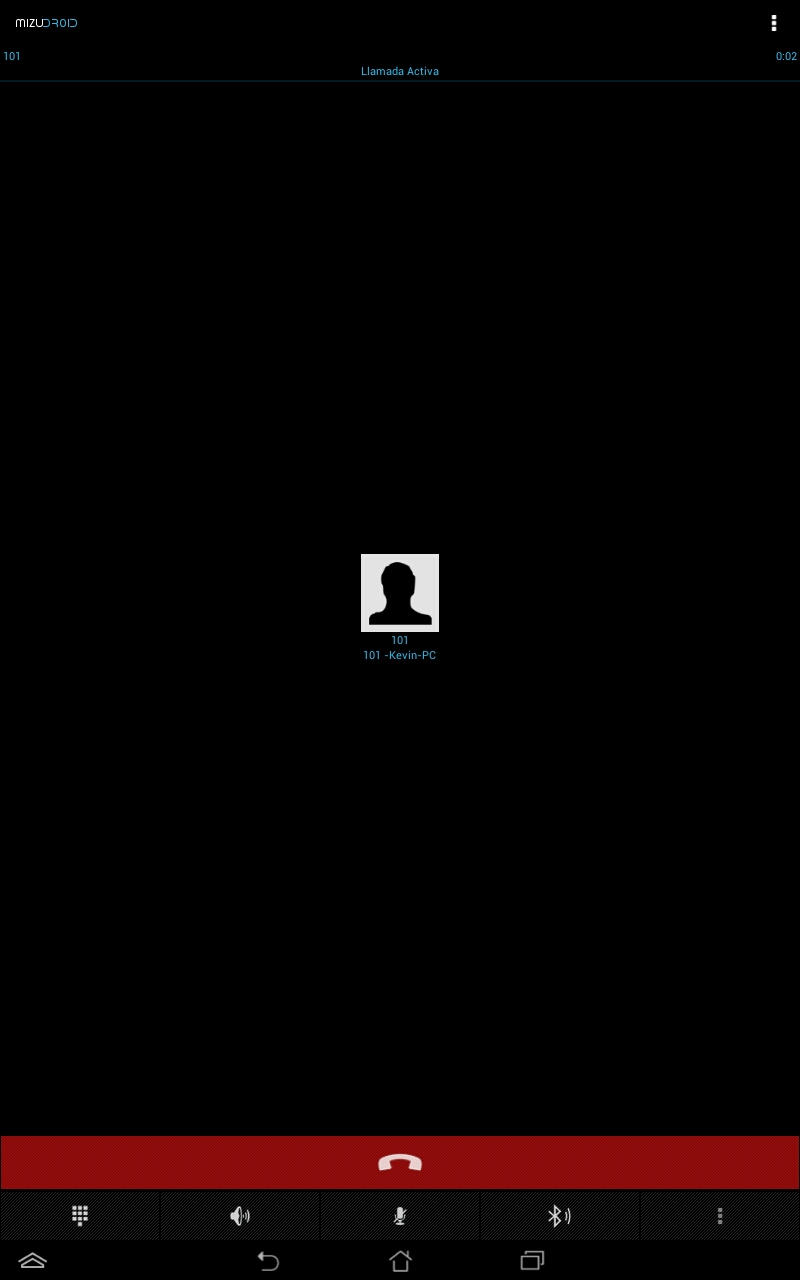 MIZUDROID
101
0:02
Llamada Activa
101
101 -Kevin-PC